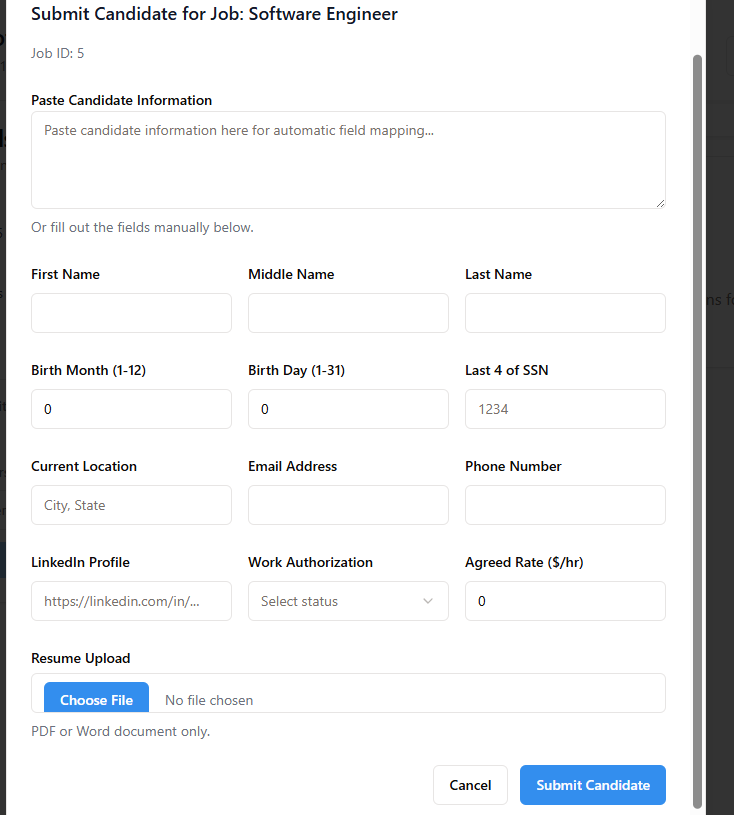 Submit Candidate for Job: Software Engineer
Job ID: 5
Paste Candidate Information
Paste candidate information here for automatic field mapping...
Or fill out the fields manually below.
First Name Middle Name Last Name
Birth Month (1-12) Birth Day (1-31) Last 4 of SSN
0 0 1234
Current Location Email Address Phone Number
City, State
LinkedIn Profile Work Authorization Agreed Rate ($/hr)
https://linkedin.com/in/... Select status 0
Resume Upload
Choose File No file chosen
PDF or Word document only.
Cancel Submit Candidate